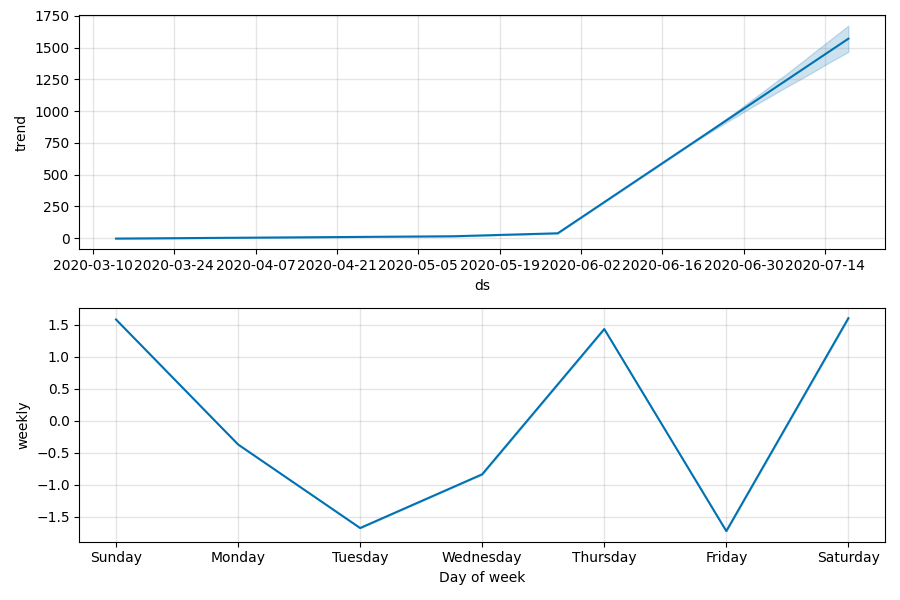 1750
1500
1250
1000
750
500
250
0
trend
2020-03-10 2020-03-24 2020-04-07 2020-04-21 2020-05-05 2020-05-19 2020-06-02 2020-06-16 2020-06-30 2020-07-14
ds
1.5
1.0
0.5
0.0
−0.5
−1.0
−1.5
weekly
Sunday Monday Tuesday Wednesday Thursday Friday Saturday
Day of week